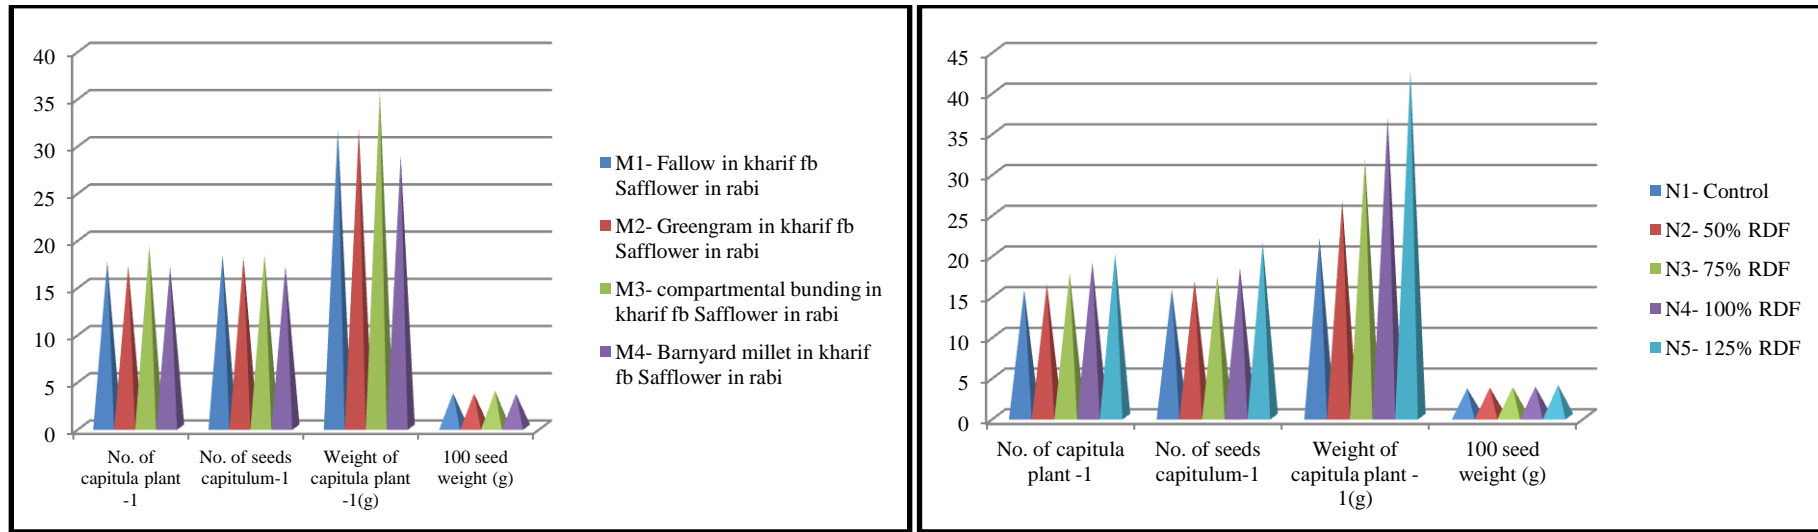 40
35
30
25
20
15
10
5
0
No. of
capitula plant
-1
No. of seeds
capitulum-1
Weight of
capitula plant
-1(g)
100 seed
weight (g)
M1- Fallow in kharif fb
Safflower in rabi
M2- Greengram in kharif fb
Safflower in rabi
M3- compartmental bunding in
kharif fb Safflower in rabi
M4- Barnyard millet in kharif
fb Safflower in rabi
45
40
35
30
25
20
15
10
5
0
No. of capitula
plant -1
No. of seeds
capitulum-1
Weight of
capitula plant -
1(g)
100 seed
weight (g)
N1- Control
N2- 50% RDF
N3- 75% RDF
N4- 100% RDF
N5- 125% RDF